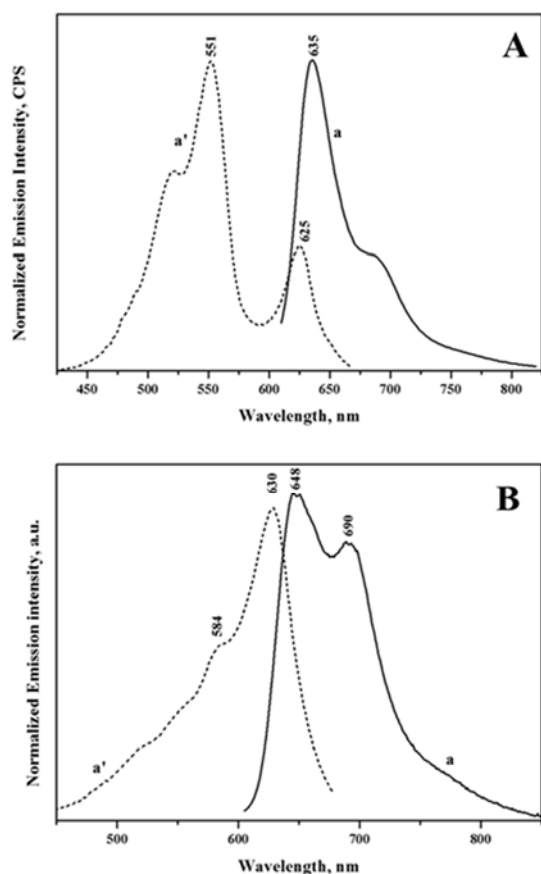 A
551
635
a'
a
625
Normalized Emission Intensity, CPS
450 500 550 600 650 700 750 800
Wavelength, nm
B
630
648
690
584
a'
a
Normalized Emission intensity, a.u.
500 600 700 800
Wavelength, nm